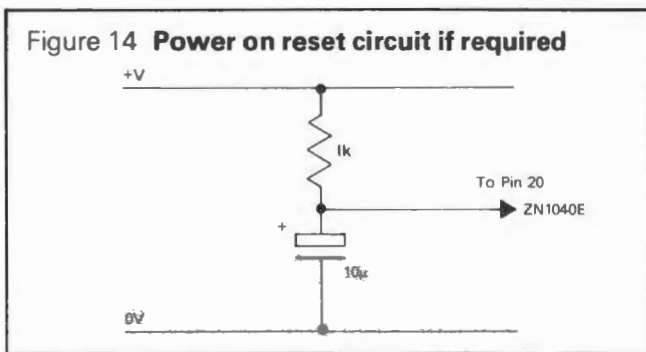 Figure 14 Power on reset circuit if required
+V
1k
To Pin 20
ZN1040E
+
10µ
0V